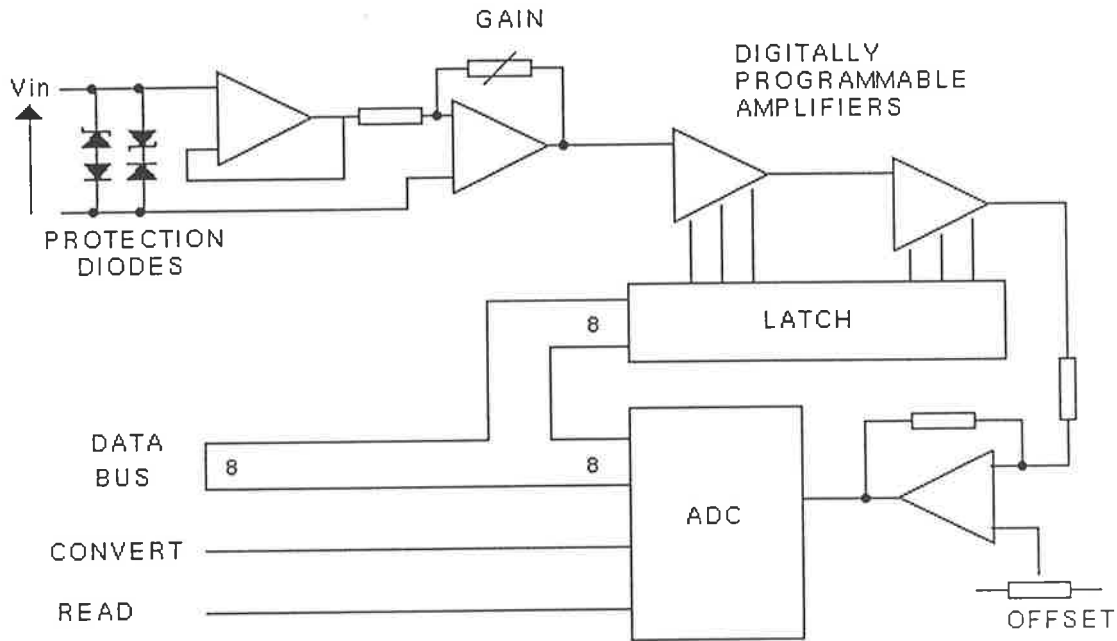 GAIN
Vin
DIGITALLY
PROGRAMMABLE
AMPLIFIERS
PROTECTION
DIODES
8
LATCH
DATA
BUS
8
8
ADC
CONVERT
READ
OFFSET